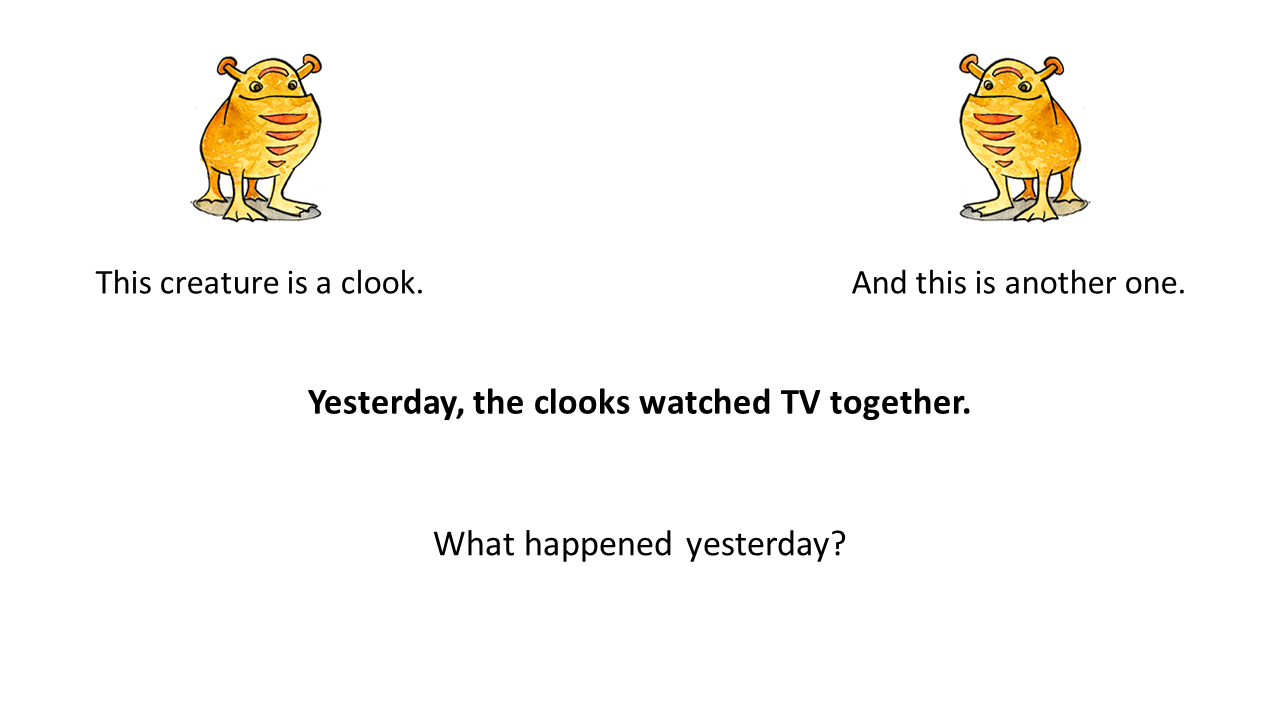 This creature is a clook.
And this is another one.
Yesterday, the clooks watched TV together.
What happened yesterday?